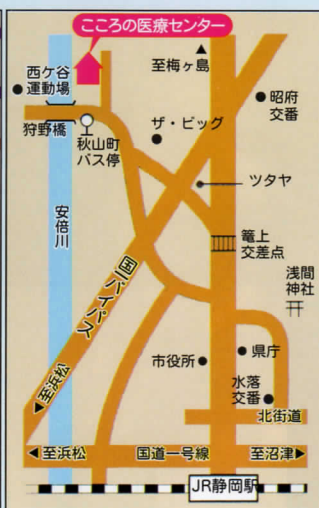 こころの医療センター
西ケ谷
運動場
至梅ヶ島
昭府
交番
狩野橋
秋山町
バス停
ザ・ビッグ
ツタヤ
安倍川
籠上
交差点
浅間
神社
国1バイパス
市役所
県庁
水落
交番
至浜松
北街道
至浜松
国道一号線
至沼津
JR静岡駅